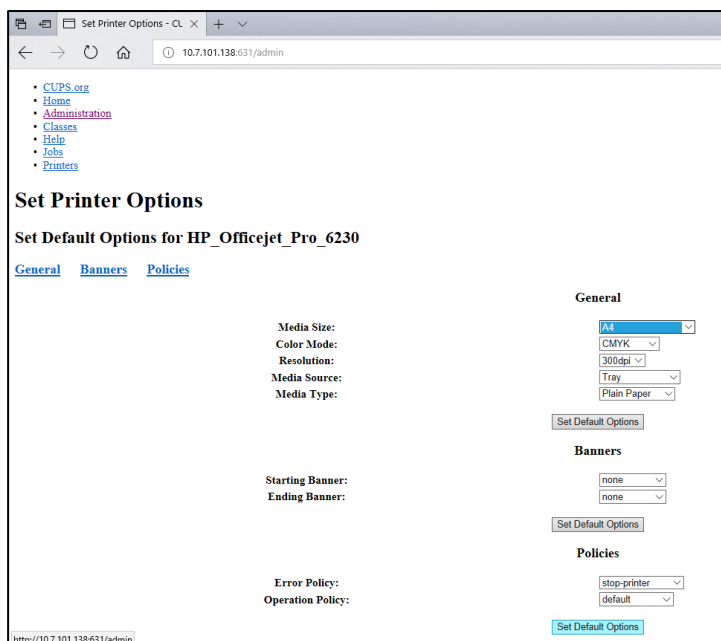 Set Printer Options - CU
10.7.101.138:631/admin
CUPS.org
Home
Administration
Classes
Help
Jobs
Printers
Set Printer Options
Set Default Options for HP_Officejet_Pro_6230
General Banners Policies
General
Media Size: A4
Color Mode: CMYK
Resolution: 300dpi
Media Source: Tray
Media Type: Plain Paper
Set Default Options
Banners
Starting Banner: none
Ending Banner: none
Set Default Options
Policies
Error Policy: stop-printer
Operation Policy: default
Set Default Options
http://10.7.101.138:631/admin